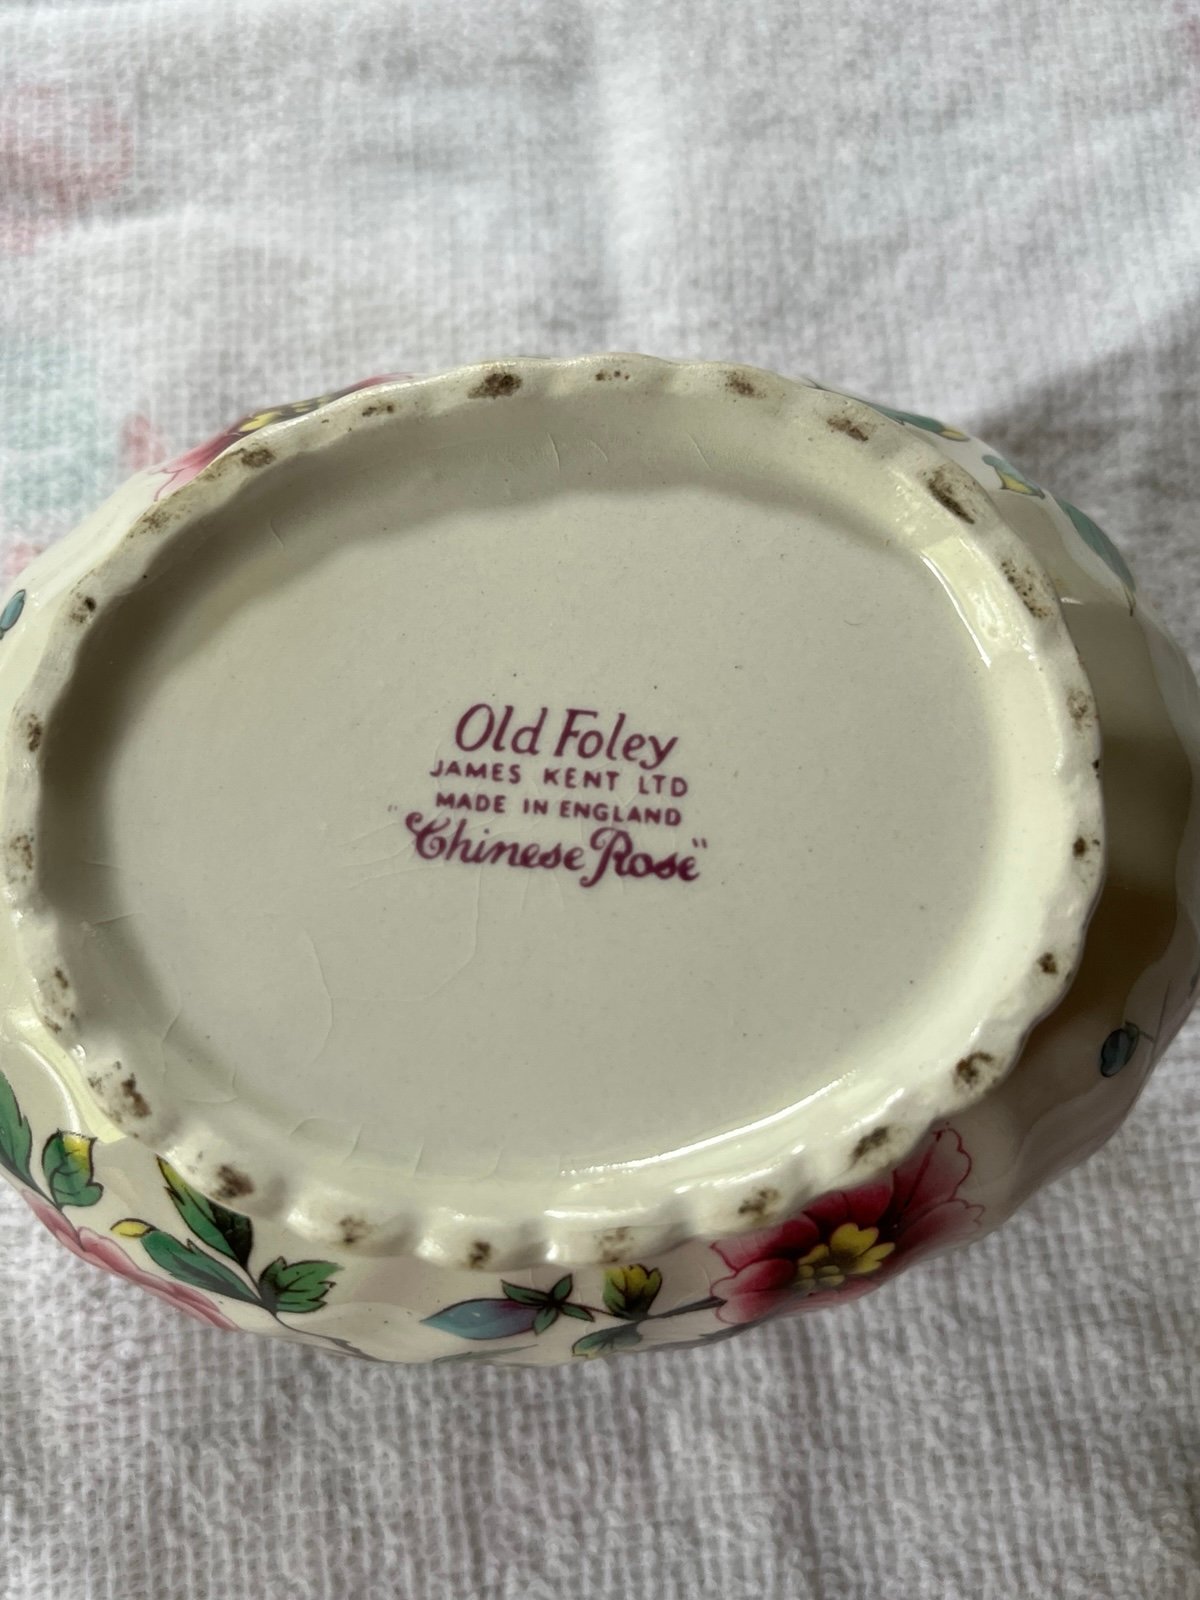 Old Foley
JAMES KENT LTD
MADE IN ENGLAND
"Chinese Rose"